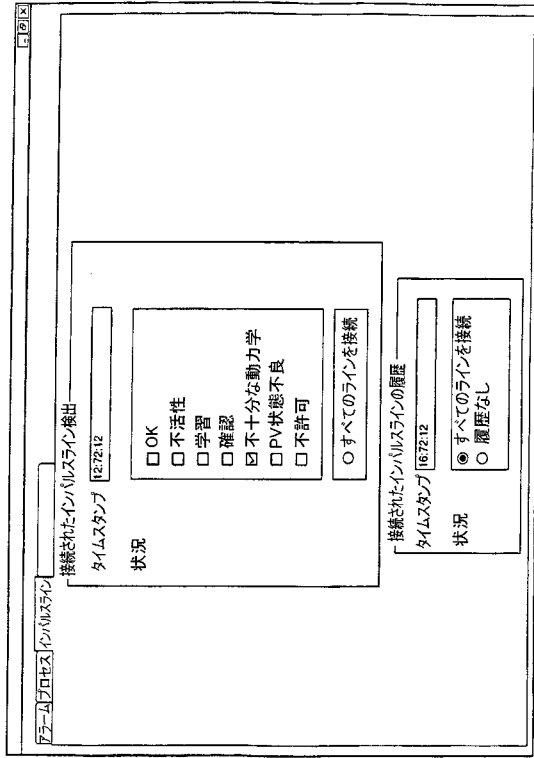 アラーム プロセス インパルスライン
接続されたインパルスライン検出
タイムスタンプ 12:72:12
状況
OK
不活性
学習
確認
不十分な動力学
PV状態不良
不許可
すべてのラインを接続
接続されたインパルスラインの履歴
タイムスタンプ 16:72:12
状況
すべてのラインを接続
履歴なし